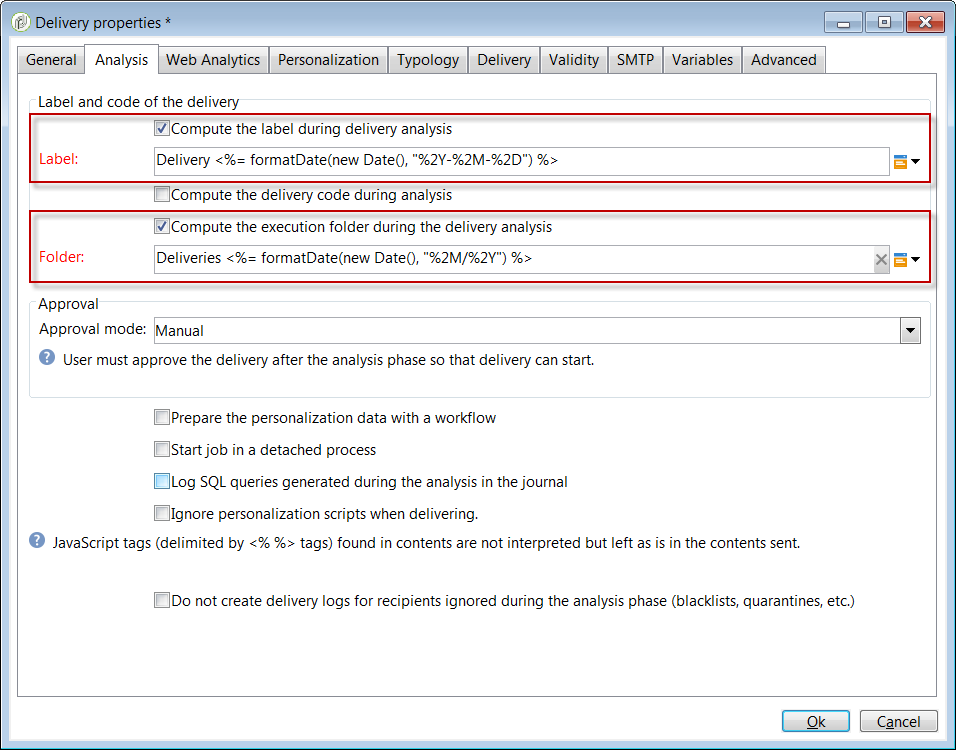 Delivery properties *
General Analysis Web Analytics Personalization Typology Delivery Validity SMTP Variables Advanced
Label and code of the delivery
Compute the label during delivery analysis
Label: Delivery <%= formatDate(new Date(), "%2Y-%2M-%2D") %>
Compute the delivery code during analysis
Compute the execution folder during the delivery analysis
Folder: Deliveries <%= formatDate(new Date(), "%2M/%2Y") %>
Approval
Approval mode: Manual
User must approve the delivery after the analysis phase so that delivery can start.
Prepare the personalization data with a workflow
Start job in a detached process
Log SQL queries generated during the analysis in the journal
Ignore personalization scripts when delivering.
JavaScript tags (delimited by <% %> tags) found in contents are not interpreted but left as is in the contents sent.
Do not create delivery logs for recipients ignored during the analysis phase (blacklists, quarantines, etc.)
Ok Cancel